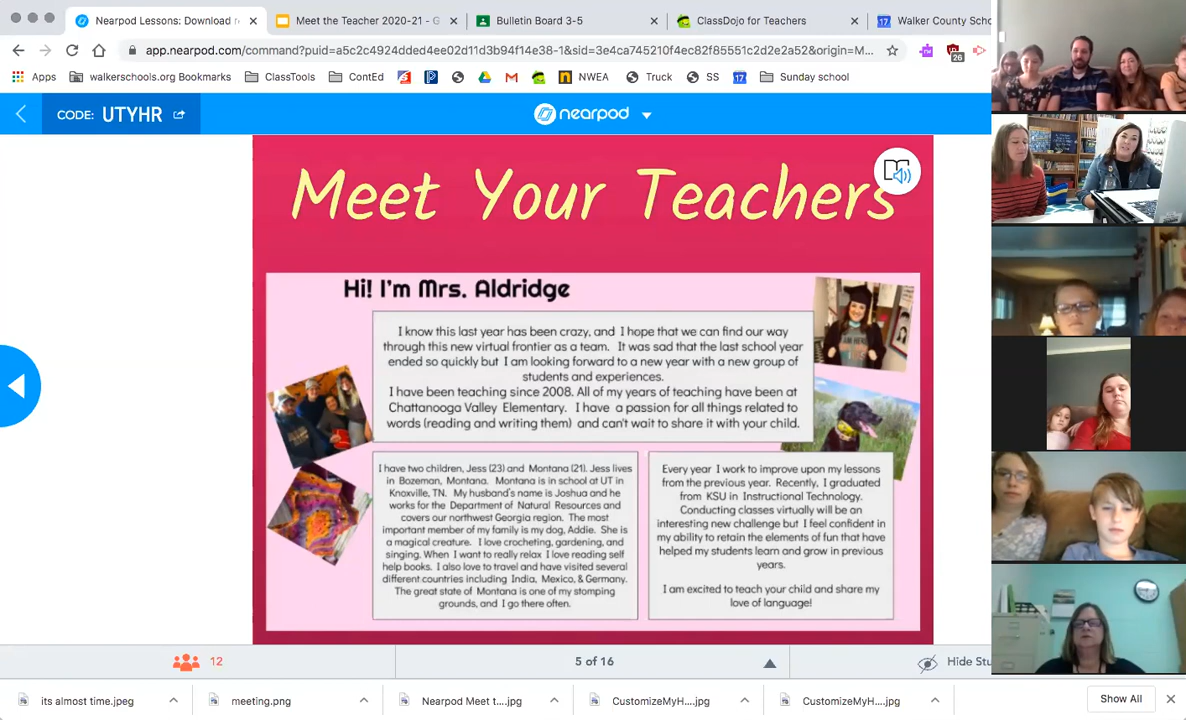 Nearpod Lessons: Download r
Meet the Teacher 2020-21 - G
Bulletin Board 3-5
ClassDojo for Teachers
17 Walker County Scho
app.nearpod.com/command?puid=a5c2c4924dded4ee02d11d3b94f14e38-1&sid=3e4ca745210f4ec82f85551c2d2e2a52&origin=M...
26
Apps
walkerschools.org Bookmarks
ClassTools
ContEd
NWEA
Truck
SS
17
Sunday school
CODE: UTYHR
nearpod
Meet Your Teachers
Hi! I'm Mrs. Aldridge
I know this last year has been crazy, and I hope that we can find our way
through this new virtual frontier as a team. It was sad that the last school year
ended so quickly but I am looking forward to a new year with a new group of
students and experiences.
I have been teaching since 2008. All of my years of teaching have been at
Chattanooga Valley Elementary. I have a passion for all things related to
words (reading and writing them) and can't wait to share it with your child.
I have two children, Jess (23) and Montana (21). Jess lives
in Bozeman, Montana. Montana is in school at UT in
Knoxville, TN. My husband's name is Joshua and he
works for the Department of Natural Resources and
covers our northwest Georgia region. The most
important member of my family is my dog, Addie. She is
a magical creature. I love crocheting, gardening, and
singing. When I want to really relax I love reading self
help books. I also love to travel and have visited several
different countries including India, Mexico, & Germany.
The great state of Montana is one of my stomping
grounds, and I go there often.
Every year I work to improve upon my lessons
from the previous year. Recently, I graduated
from KSU in Instructional Technology.
Conducting classes virtually will be an
interesting new challenge but I feel confident in
my ability to retain the elements of fun that have
helped my students learn and grow in previous
years.
I am excited to teach your child and share my
love of language!
12
5 of 16
Hide Stu
its almost time.jpeg
meeting.png
Nearpod Meet t....jpg
CustomizeMyH....jpg
CustomizeMyH....jpg
Show All